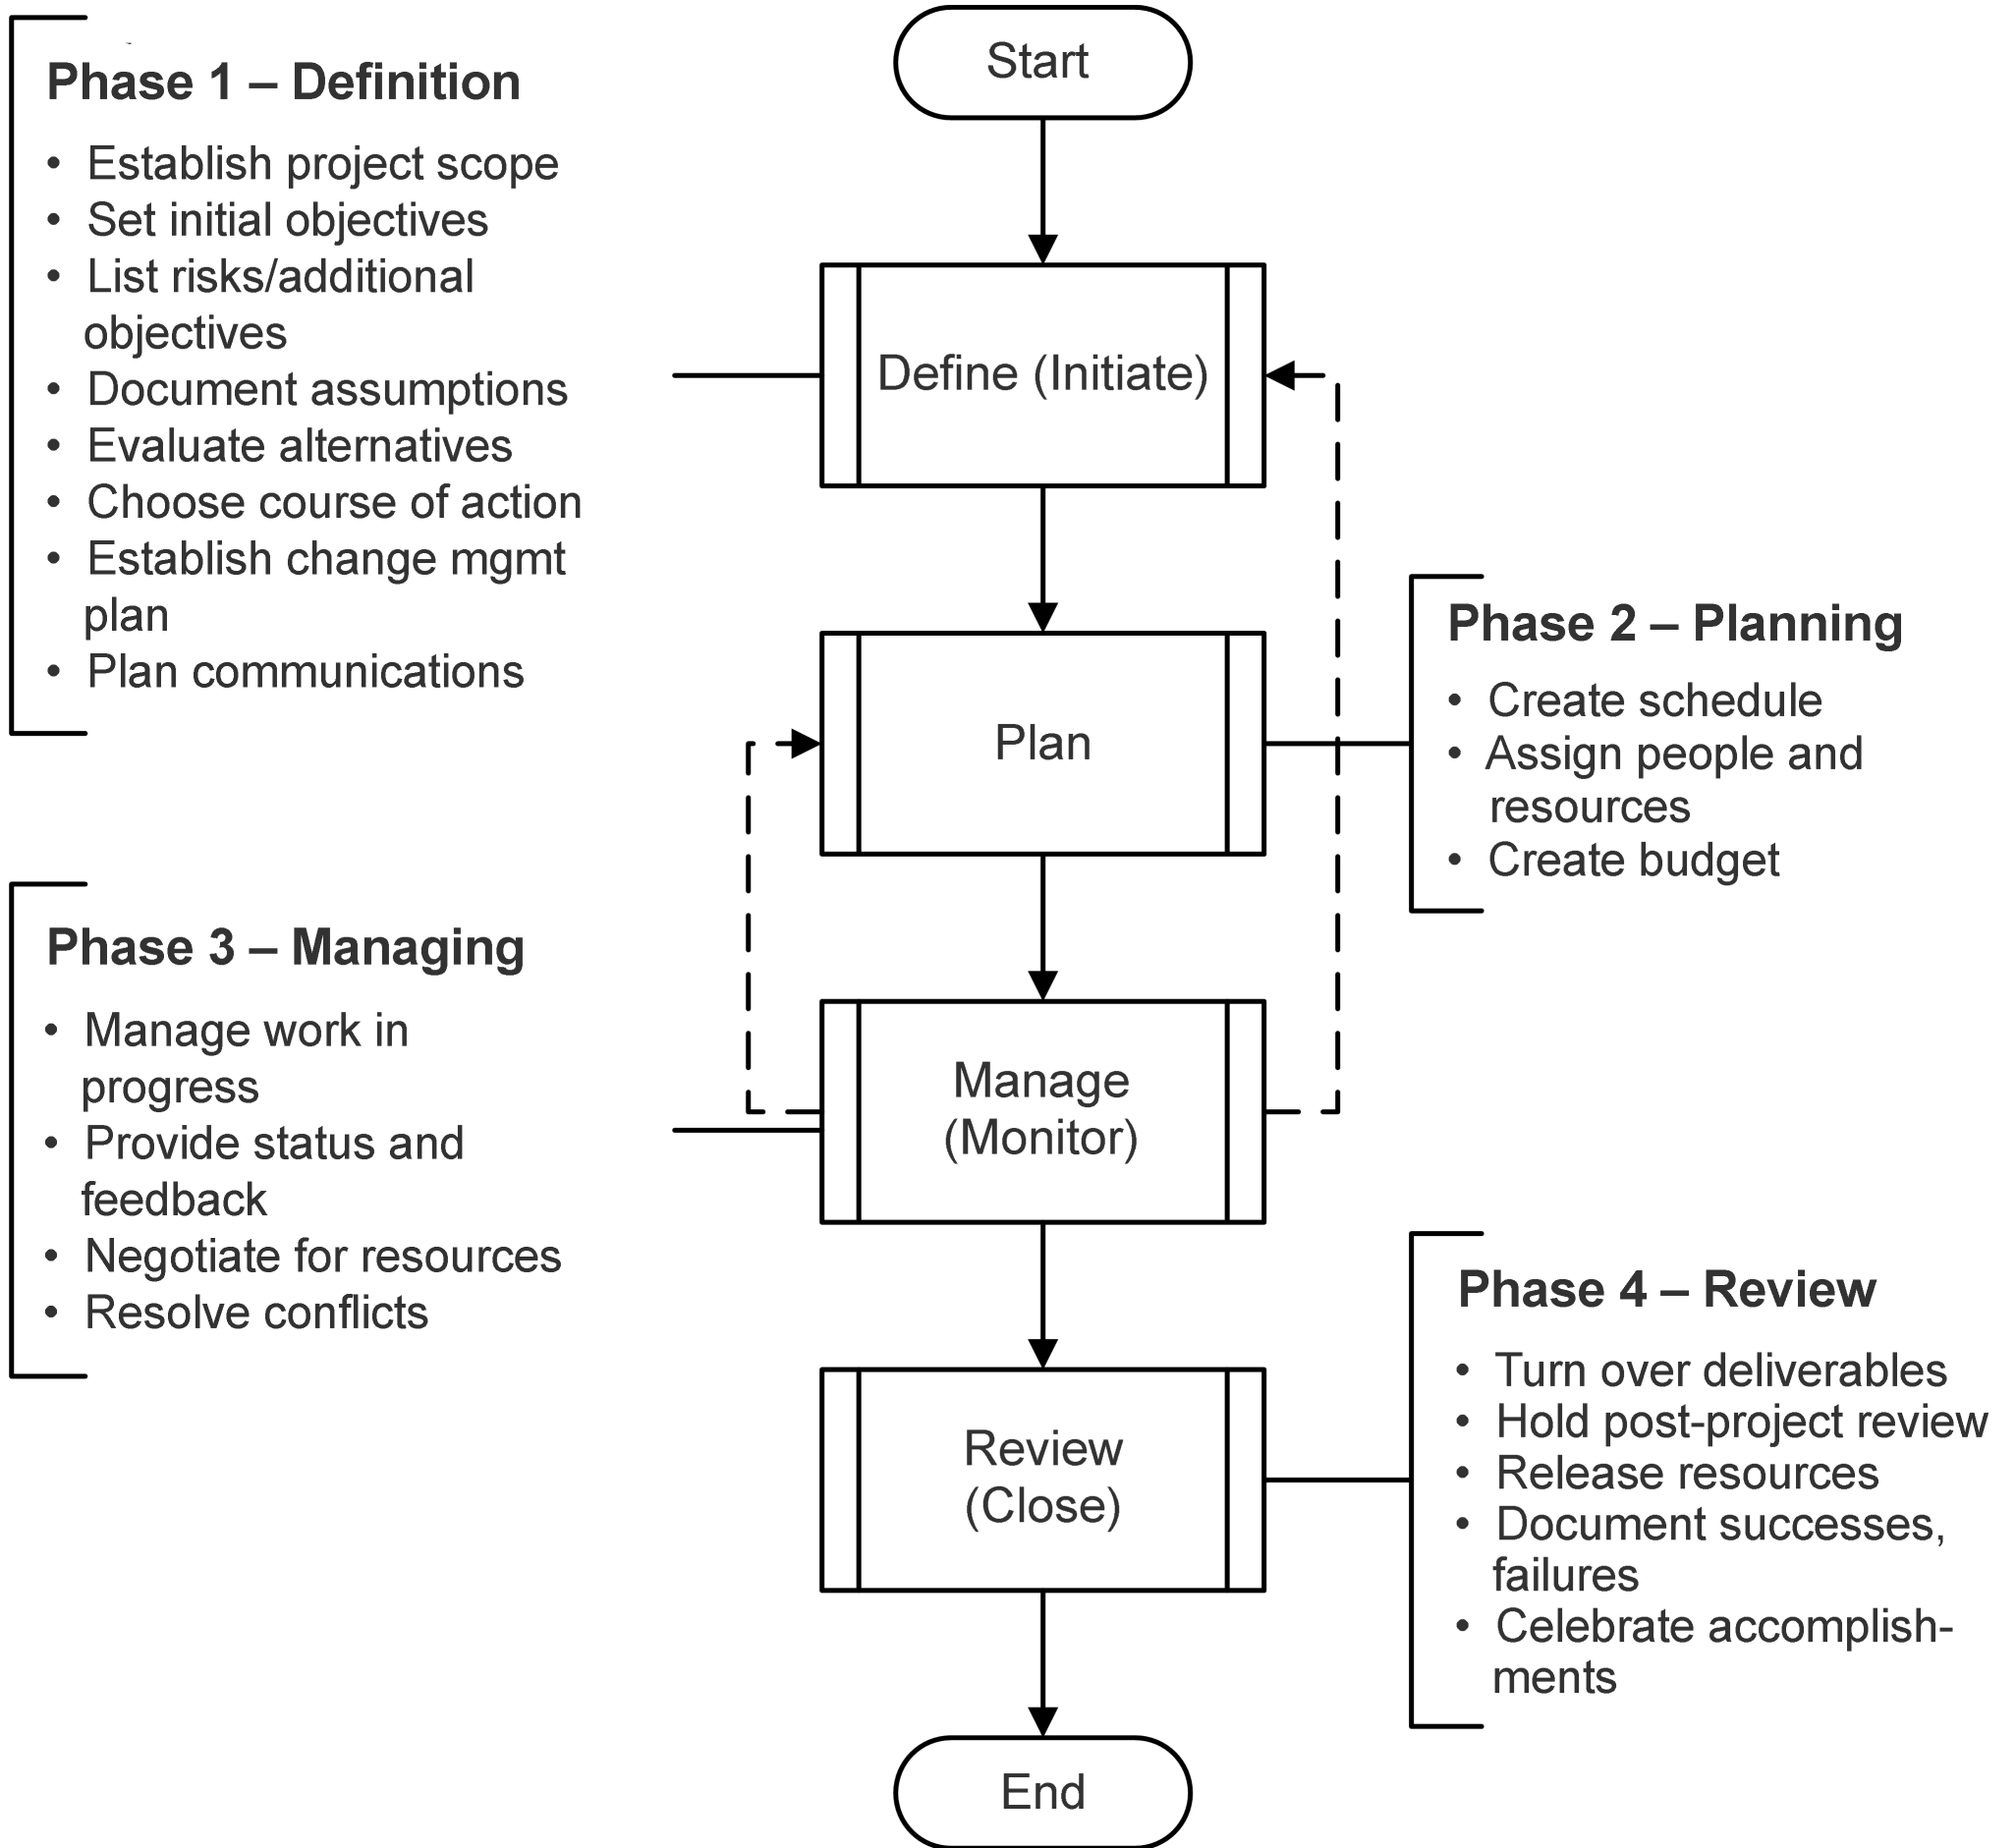 Start
Phase 1 – Definition
• Establish project scope
• Set initial objectives
• List risks/additional
objectives
• Document assumptions
• Evaluate alternatives
• Choose course of action
• Establish change mgmt
plan
• Plan communications
Define (Initiate)
Phase 2 – Planning
• Create schedule
• Assign people and
resources
• Create budget
Plan
Phase 3 – Managing
• Manage work in
progress
• Provide status and
feedback
• Negotiate for resources
• Resolve conflicts
Manage
(Monitor)
Phase 4 – Review
• Turn over deliverables
• Hold post-project review
• Release resources
• Document successes,
failures
• Celebrate accomplish-
ments
Review
(Close)
End